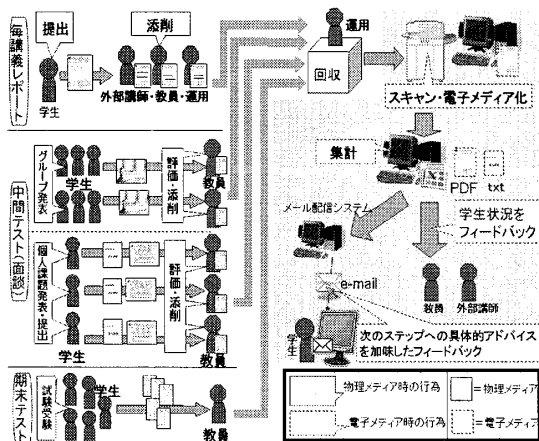 毎講義レポート
提出
添削
学生
外部講師・教員・運用
運用
回収
スキャン・電子メディア化
中間テスト(面談)
グループ発表
学生
評価・添削
教員
個人課題発表・提出
学生
評価・添削
教員
集計
PDF
txt
メール配信システム
学生状況を
フィードバック
e-mail
教員
外部講師
学生
次のステップへの具体的アドバイス
を加味したフィードバック
期末テスト
試験受験
学生
教員
物理メディア時の行為
=物理メディア
電子メディア時の行為
=電子メディア